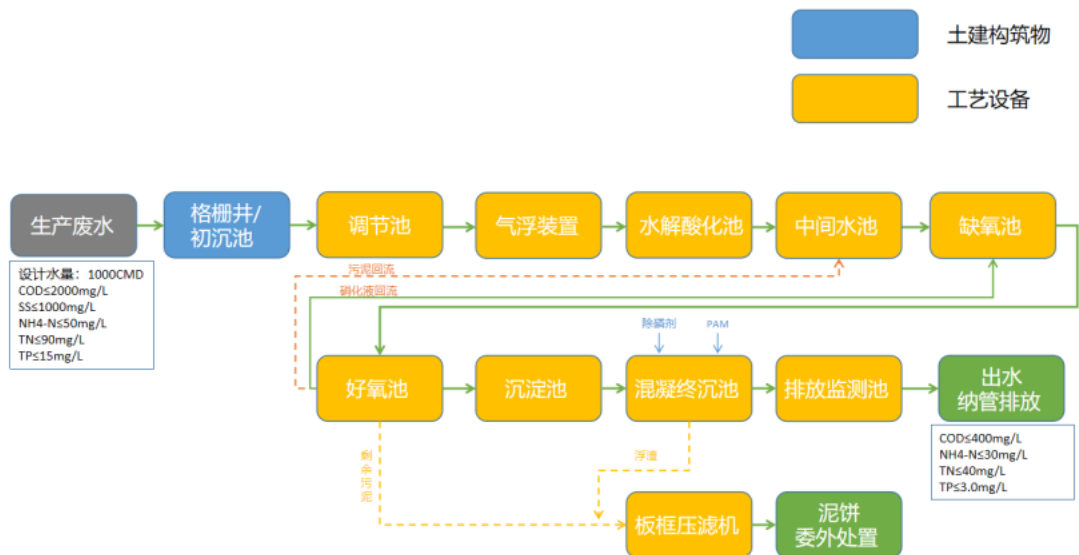 土建构筑物
工艺设备
生产废水
格栅井/
初沉池
调节池
气浮装置
水解酸化池
中间水池
缺氧池
设计水量：1000CMD
COD≤2000mg/L
SS≤1000mg/L
NH4-N≤50mg/L
TN≤90mg/L
TP≤15mg/L
污泥回流
硝化液回流
除磷剂
PAM
好氧池
沉淀池
混凝终沉池
排放监测池
出水
纳管排放
COD≤400mg/L
NH4-N≤30mg/L
TN≤40mg/L
TP≤3.0mg/L
剩余污泥
浮渣
板框压滤机
泥饼
委外处置